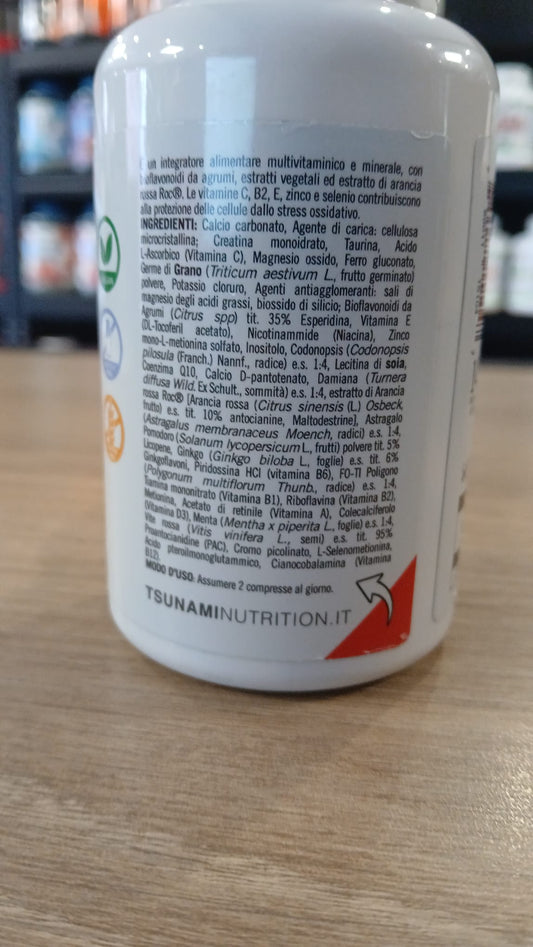 È un integratore alimentare multivitaminico e minerale, con
bioflavonoidi da agrumi, estratti vegetali ed estratto di arancia
rossa Roc®. Le vitamine C, B2, E, zinco e selenio contribuiscono
alla protezione delle cellule dallo stress ossidativo.
INGREDIENTI: Calcio carbonato, Agente di carica: cellulosa
microcristallina; Creatina monoidrato, Taurina, Acido
L-Ascorbico (Vitamina C), Magnesio ossido, Ferro gluconato,
Germe di Grano (Triticum aestivum L., frutto germinato)
polvere, Potassio cloruro, Agenti antiagglomeranti: sali di
magnesio degli acidi grassi, biossido di silicio; Bioflavonoidi da
Agrumi (Citrus spp) tit. 35% Esperidina, Vitamina E
(DL-Tocoferil acetato), Nicotinammide (Niacina), Zinco
mono-L-metionina solfato, Inositolo, Codonopsis (Codonopsis
pilosula (Franch.) Nannf., radice) e.s. 1:4, Lecitina di soia,
Coenzima Q10, Calcio D-pantotenato, Damiana (Turnera
diffusa Wild. Ex Schult., sommità) e.s. 1:4, estratto di Arancia
rossa Roc® [Arancia rossa (Citrus sinensis (L.) Osbeck,
frutto) e.s. tit. 10% antocianine, Maltodestrine], Astragalo
(Astragalus membranaceus Moench, radici) e.s. 1:4,
Pomodoro (Solanum lycopersicum L., frutti) polvere tit. 5%
Licopene, Ginkgo (Ginkgo biloba L., foglie) e.s. tit. 6%
Ginkgoflavoni, Piridossina HCl (vitamina B6), FO-TI Poligono
(Polygonum multiflorum Thunb., radice) e.s. 1:4,
Tiamina mononitrato (Vitamina B1), Riboflavina (Vitamina B2),
Metionina, Acetato di retinile (Vitamina A), Colecalciferolo
(Vitamina D3), Menta (Mentha x piperita L., foglie) e.s. 1:4,
Vite rossa (Vitis vinifera L., semi) e.s. tit. 95%
Proantocianidine (PAC), Cromo picolinato, L-Selenometionina,
Acido pteroilmonoglutammico, Cianocobalamina (Vitamina
B12).
MODO D'USO: Assumere 2 compresse al giorno.
TSUNAMINUTRITION.IT